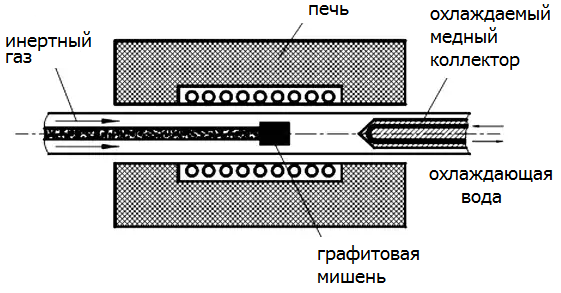 печь
охлаждаемый
медный
коллектор
инертный
газ
охлаждающая
вода
графитовая
мишень